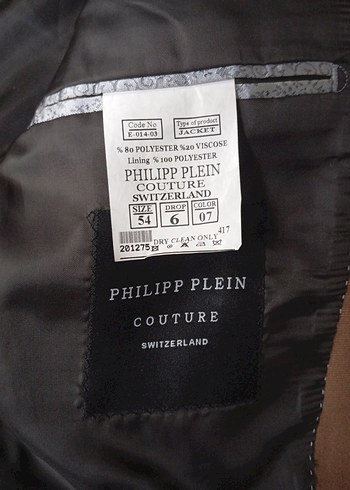 Code No
E-014-03
Type of product
JACKET
% 80 POLYESTER %20 VISCOSE
Lining % 100 POLYESTER
PHILIPP PLEIN
COUTURE
SWITZERLAND
SIZE DROP COLOR
54 6 07
417
DRY CLEAN ONLY
201275
PHILIPP PLEIN
COUTURE
SWITZERLAND